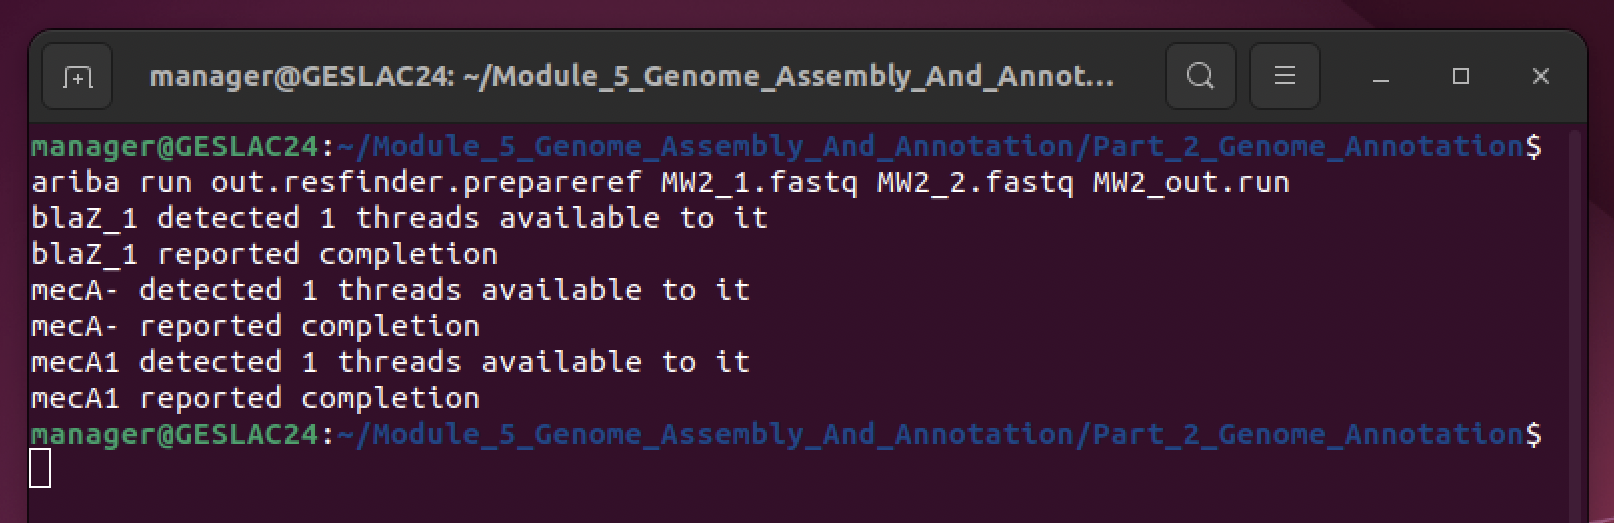 manager@GESLAC24: ~/Module_5_Genome_Assembly_And_Annot...
manager@GESLAC24:~/Module_5_Genome_Assembly_And_Annotation/Part_2_Genome_Annotation$
ariba run out.resfinder.prepareref MW2_1.fastq MW2_2.fastq MW2_out.run
blaZ_1 detected 1 threads available to it
blaZ_1 reported completion
mecA- detected 1 threads available to it
mecA- reported completion
mecA1 detected 1 threads available to it
mecA1 reported completion
manager@GESLAC24:~/Module_5_Genome_Assembly_And_Annotation/Part_2_Genome_Annotation$